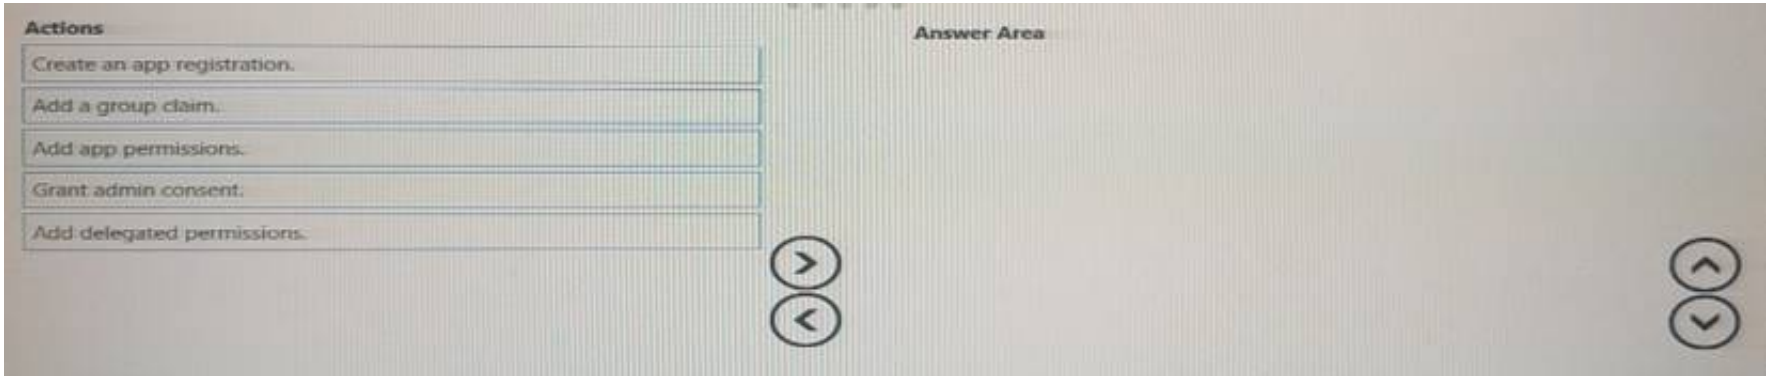 Actions
Create an app registration.
Add a group claim.
Add app permissions.
Grant admin consent.
Add delegated permissions.
Answer Area